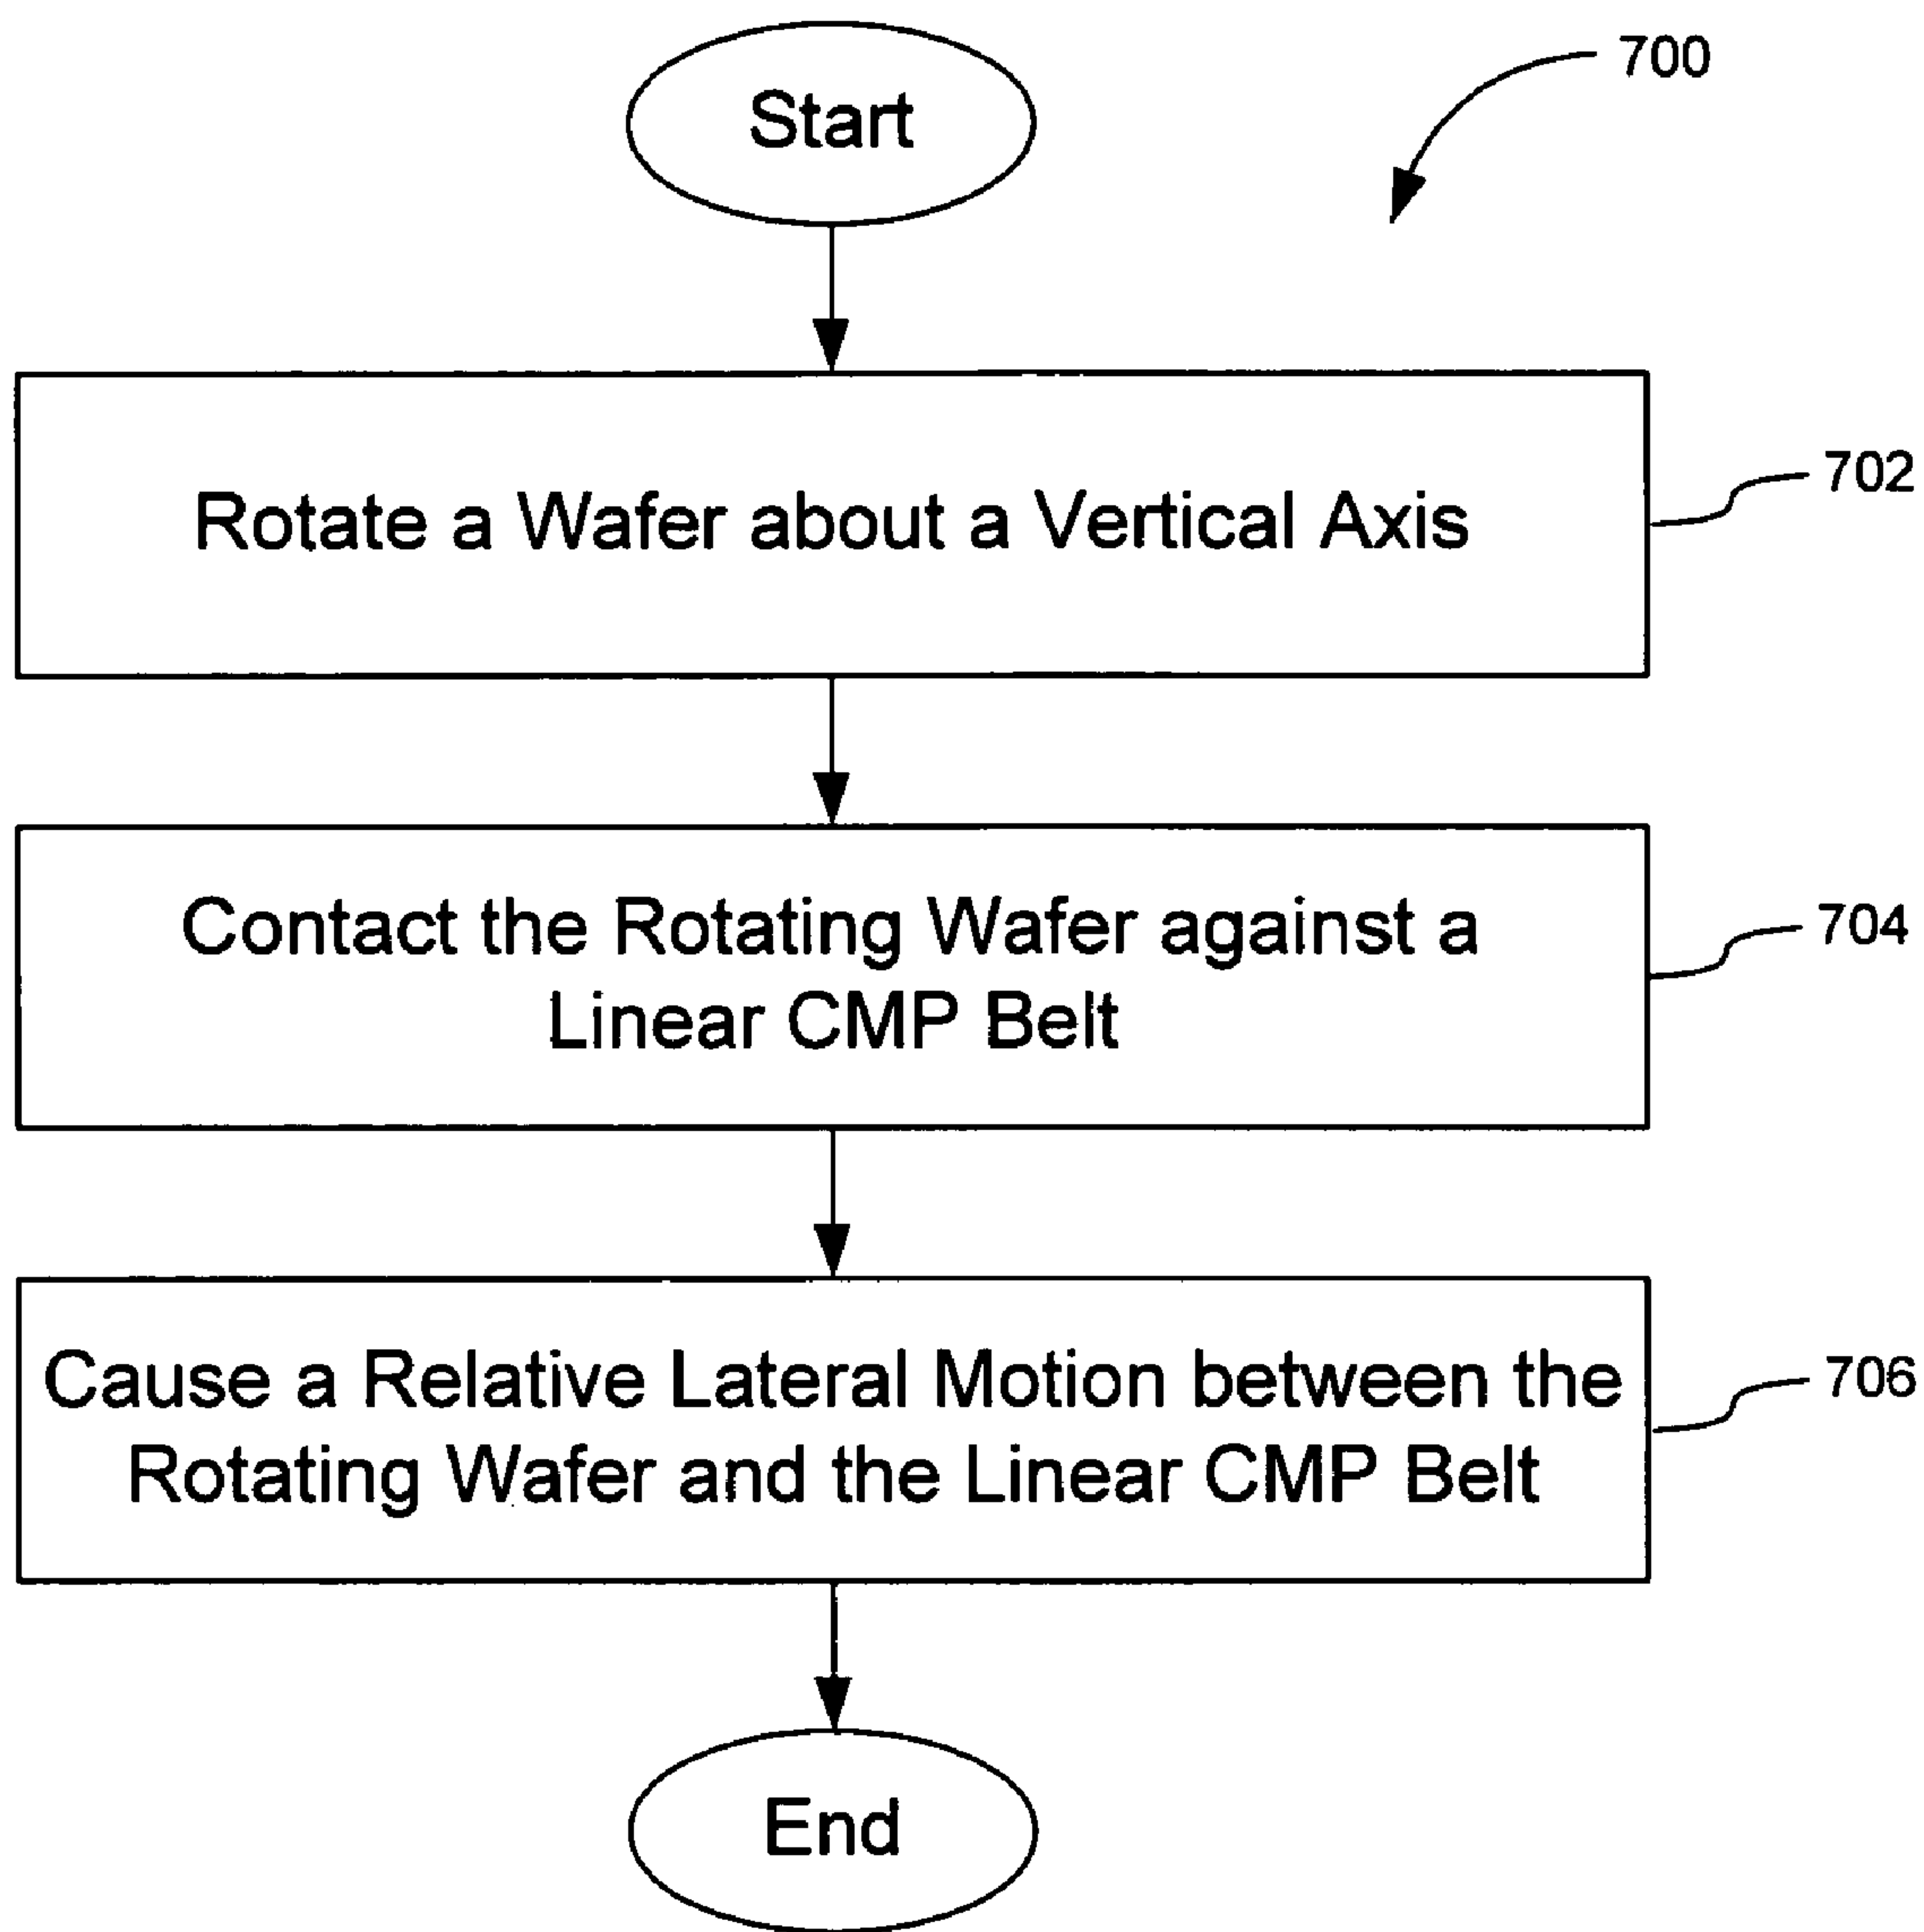 Start
700
Rotate a Wafer about a Vertical Axis
702
Contact the Rotating Wafer against a
Linear CMP Belt
704
Cause a Relative Lateral Motion between the
Rotating Wafer and the Linear CMP Belt
706
End